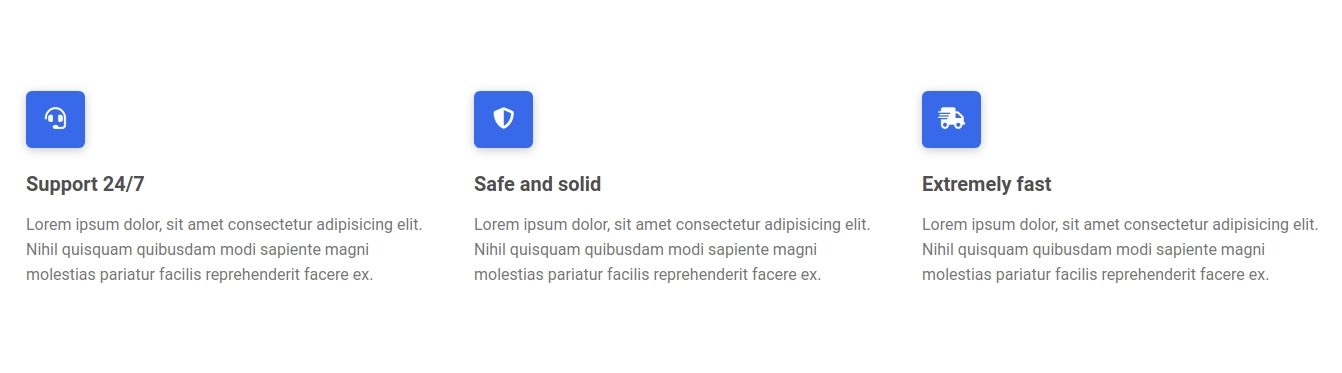 Support 24/7
Lorem ipsum dolor, sit amet consectetur adipisicing elit.
Nihil quisquam quibusdam modi sapiente magni
molestias pariatur facilis reprehenderit facere ex.
Safe and solid
Lorem ipsum dolor, sit amet consectetur adipisicing elit.
Nihil quisquam quibusdam modi sapiente magni
molestias pariatur facilis reprehenderit facere ex.
Extremely fast
Lorem ipsum dolor, sit amet consectetur adipisicing elit.
Nihil quisquam quibusdam modi sapiente magni
molestias pariatur facilis reprehenderit facere ex.